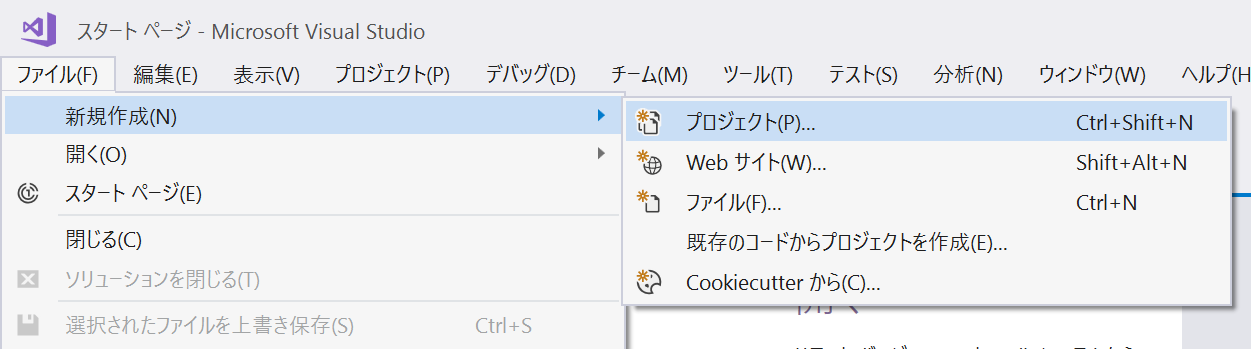 スタート ページ - Microsoft Visual Studio
ファイル(F) 編集(E) 表示(V) プロジェクト(P) デバッグ(D) チーム(M) ツール(T) テスト(S) 分析(N) ウィンドウ(W) ヘルプ(H
新規作成(N)
開く(O)
スタート ページ(E)
閉じる(C)
ソリューションを閉じる(T)
選択されたファイルを上書き保存(S) Ctrl+S
プロジェクト(P)... Ctrl+Shift+N
Web サイト(W)... Shift+Alt+N
ファイル(F)... Ctrl+N
既存のコードからプロジェクトを作成(E)...
Cookiecutter から(C)...